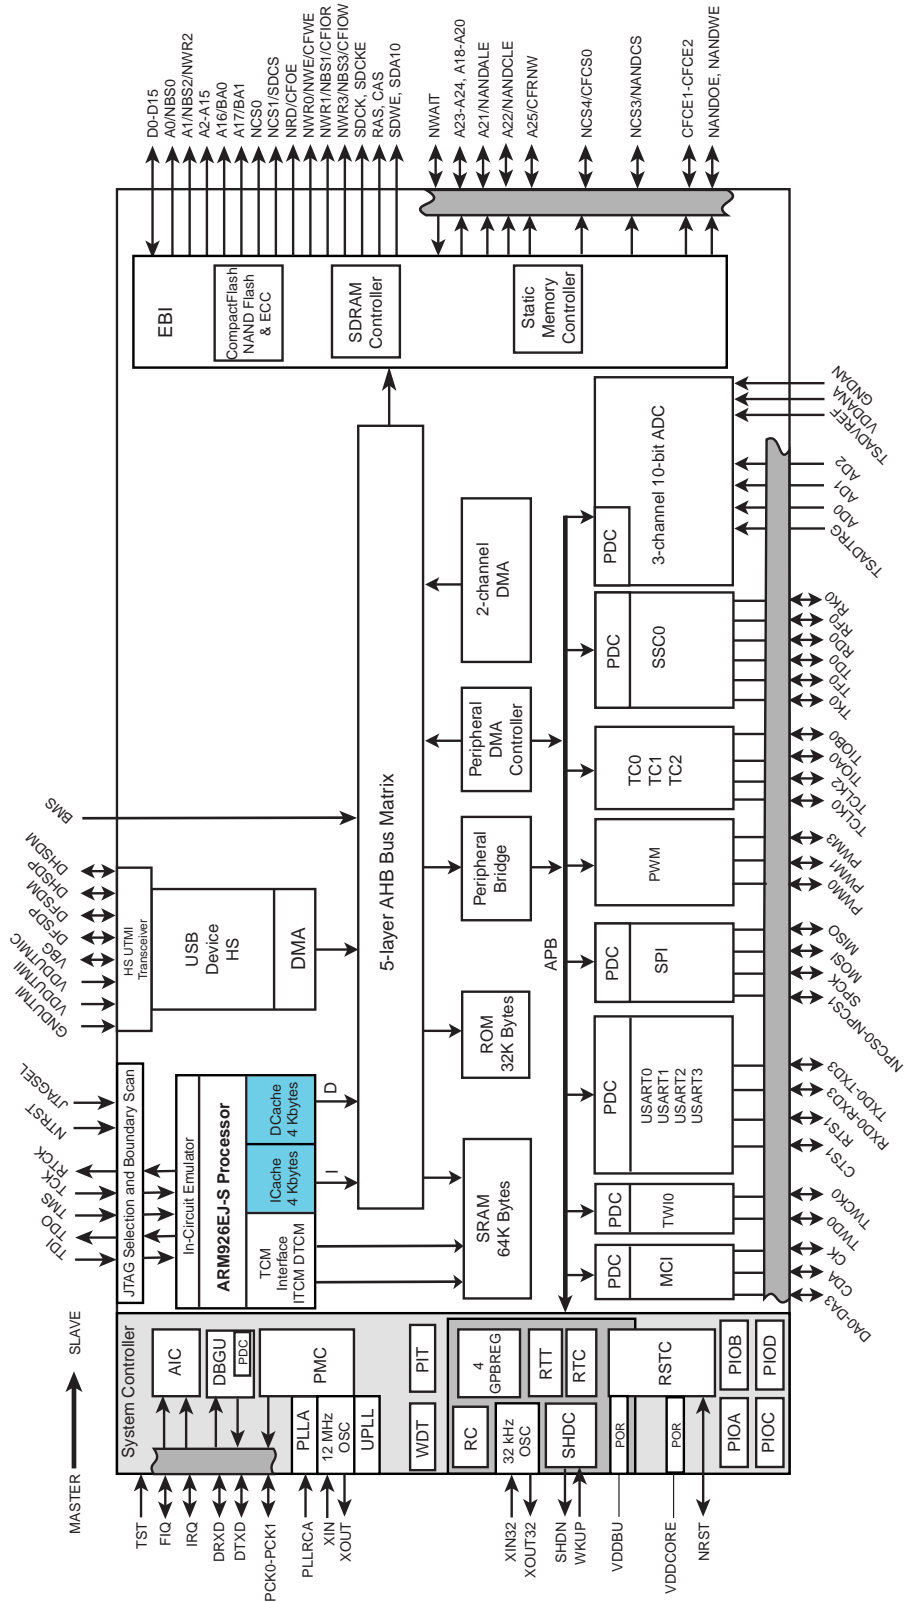 MASTER
SLAVE
TST
FIQ
IRQ
DRXD
DTXD
PCK0-PCK1
PLLRCA
XIN
XOUT
XIN32
XOUT32
SHDN
WKUP
VDDBU
VDDCORE
NRST
System Controller
AIC
DBGU
PDC
PMC
PLLA
12 MHz
OSC
UPLL
WDT
PIT
4
GPBREG
RC
RTT
32 kHz
OSC
RTC
SHDC
RSTC
POR
POR
PIOA
PIOB
PIOC
PIOD
TDI
TDO
TMS
TCK
RTCK
NTRST
JTAGSEL
JTAG Selection and Boundary Scan
In-Circuit Emulator
ARM926EJ-S Processor
TCM
Interface
ITCM DTCM
ICache
4 Kbytes
DCache
4 Kbytes
I
D
GNDUTMI
VDDUTMII
VDDUTMIC
VBG
DFSDP
DFSDM
DHSDP
DHSDM
HS UTMI
Transceiver
USB
Device
HS
DMA
BMS
5-layer AHB Bus Matrix
SRAM
64K Bytes
ROM
32K Bytes
Peripheral
Bridge
Peripheral
DMA
Controller
2-channel
DMA
APB
EBI
CompactFlash
NAND Flash
& ECC
SDRAM
Controller
Static
Memory
Controller
D0-D15
A0/NBS0
A1/NBS2/NWR2
A2-A15
A16/BA0
A17/BA1
NCS0
NCS1/SDCS
NRD/CFOE
NWR0/NWE/CFWE
NWR1/NBS1/CFIOR
NWR3/NBS3/CFIOW
SDCK, SDCKE
RAS, CAS
SDWE, SDA10
NWAIT
A23-A24, A18-A20
A21/NANDALE
A22/NANDCLE
A25/CFRNW
NCS4/CFCS0
NCS3/NANDCS
CFCE1-CFCE2
NANDOE, NANDWE
PDC
MCI
PDC
TWI0
PDC
USART0
USART1
USART2
USART3
PDC
SPI
PWM
TC0
TC1
TC2
PDC
SSC0
PDC
3-channel 10-bit ADC
DA0-DA3
CDA
CK
TWD0
TWCK0
CTS1
RTS1
RXD0-RXD3
TXD0-TXD3
NPCS0-NPCS1
SPCK
MOSI
MISO
PWM0
PWM1
PWM3
TCLK0
TCLK2
TIOA0
TIOB0
TK0
TF0
TD0
RD0
RF0
RK0
TSADTRG
AD0
AD1
AD2
TSADVREF
VDDANA
GNDAN